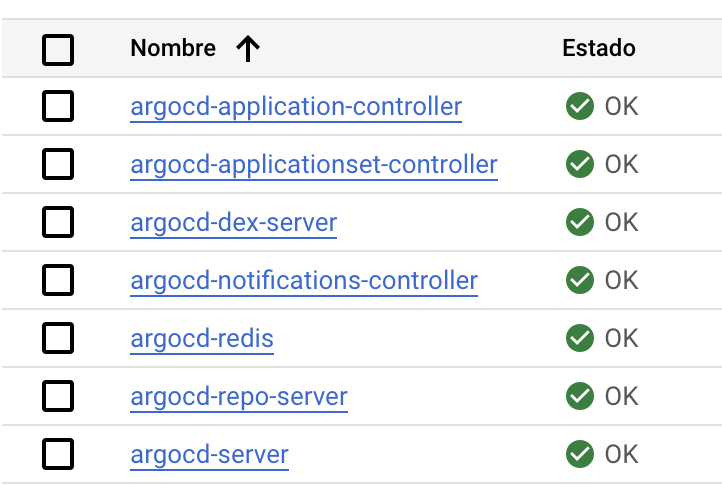 Nombre Estado
argocd-application-controller OK
argocd-applicationset-controller OK
argocd-dex-server OK
argocd-notifications-controller OK
argocd-redis OK
argocd-repo-server OK
argocd-server OK